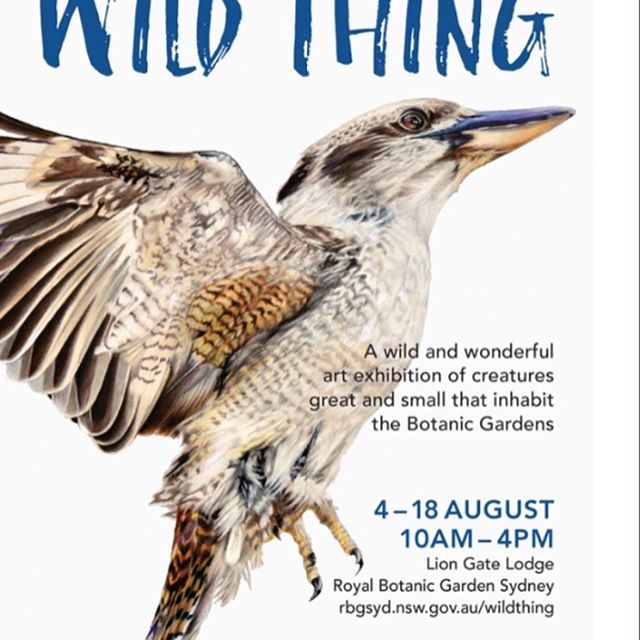 WILD THING
A wild and wonderful
art exhibition of creatures
great and small that inhabit
the Botanic Gardens
4–18 AUGUST
10AM–4PM
Lion Gate Lodge
Royal Botanic Garden Sydney
rbgsyd.nsw.gov.au/wildthing